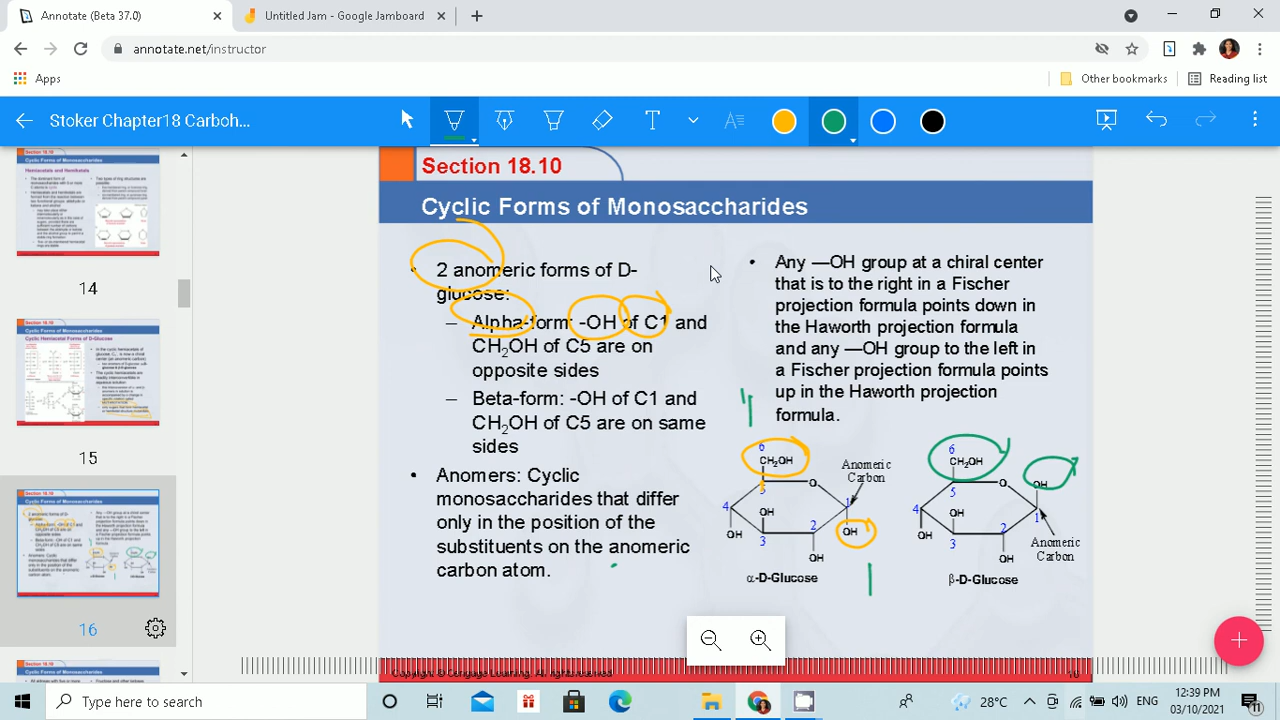 Annotate (Beta 37.0)
Untitled Jam - Google Jamboard
annotate.net/instructor
Apps
Other bookmarks
Reading list
Stoker Chapter18 Carboh...
T
14
15
16
Section 18.10
Cyclic Forms of Monosaccharides
• 2 anomeric forms of D-
glucose:
– Alpha-form: -OH of C1 and
CH2OH of C5 are on
opposite sides
– Beta-form: -OH of C1 and
CH2OH of C5 are on same
sides
• Anomers: Cyclic
monosaccharides that differ
only in the position of the
substituents on the anomeric
carbon atom
• Any —OH group at a chiral center
that is to the right in a Fischer
projection formula points own in
the Haworth projection formula
and any —OH group to the left in
a Fischer projection formula points
up in the Haworth projection
formula.
6
CH2OH
5
O
Anomeric
Carbon
4
1
OH
OH
2
OH
3
OH
α-D-Glucose
6
CH2OH
OH
5
O
4
OH
1
OH
2
3
OH
Anomeric
Carbon
β-D-Glucose
Type here to search
28°C
ENG
12:39 PM
03/10/2021
11